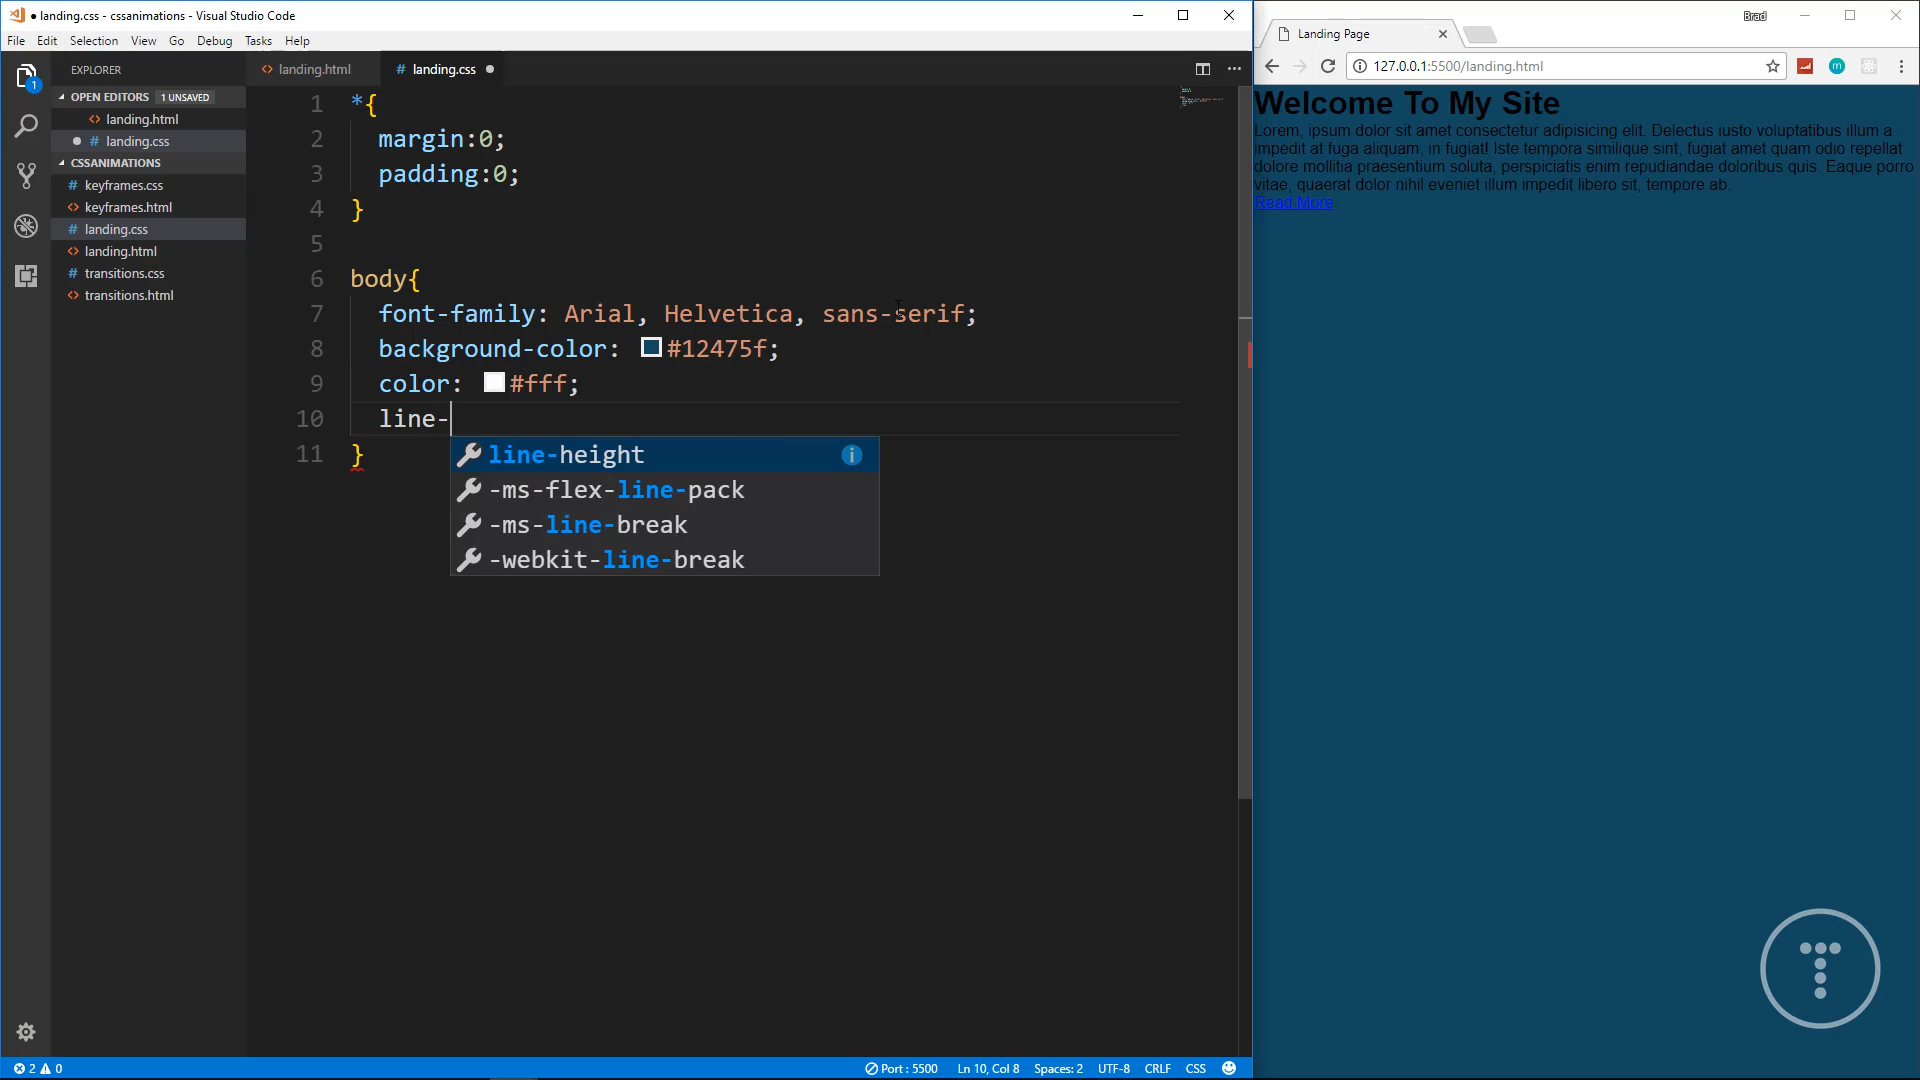 ● landing.css - cssanimations - Visual Studio Code
File Edit Selection View Go Debug Tasks Help
EXPLORER
OPEN EDITORS 1 UNSAVED
landing.html
landing.css
CSSANIMATIONS
keyframes.css
keyframes.html
landing.css
landing.html
transitions.css
transitions.html
1
landing.html landing.css
1 *{
2 margin:0;
3 padding:0;
4 }
5
6 body{
7 font-family: Arial, Helvetica, sans-serif;
8 background-color: #12475f;
9 color: #fff;
10 line-
11 }
line-height
-ms-flex-line-pack
-ms-line-break
-webkit-line-break
2 0 Port : 5500 Ln 10, Col 8 Spaces: 2 UTF-8 CRLF CSS
Brad
Landing Page
127.0.0.1:5500/landing.html
Welcome To My Site
Lorem, ipsum dolor sit amet consectetur adipisicing elit. Delectus iusto voluptatibus illum a
impedit at fuga aliquam, in fugiat! Iste tempora similique sint, fugiat amet quam odio repellat
dolore mollitia praesentium soluta, perspiciatis enim repudiandae doloribus quis. Eaque porro
vitae, quaerat dolor nihil eveniet illum impedit libero sit, tempore ab.
Read More
T